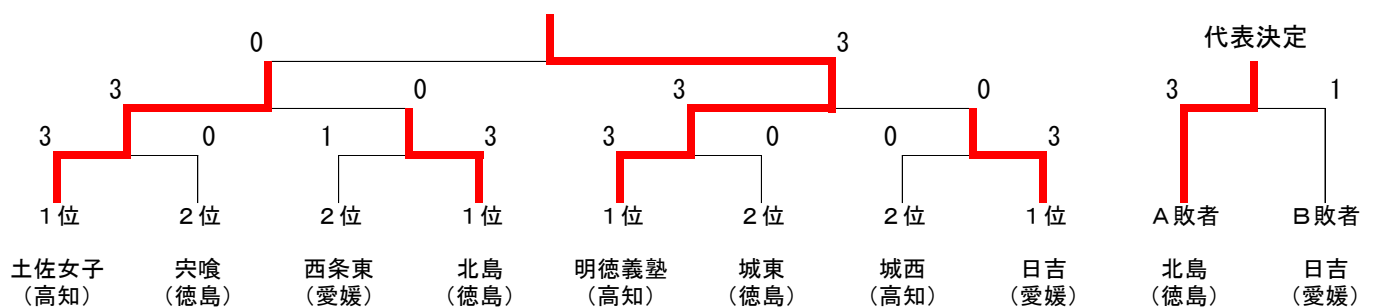 0 3 代表決定
3 0 3 0 3 1
3 0 1 3 3 0 0 3
1位 2位 2位 1位 1位 2位 2位 1位 A敗者 B敗者
土佐女子 宍喰 西条東 北島 明徳義塾 城東 城西 日吉 北島 日吉
(高知) (徳島) (愛媛) (徳島) (高知) (徳島) (高知) (愛媛) (徳島) (愛媛)